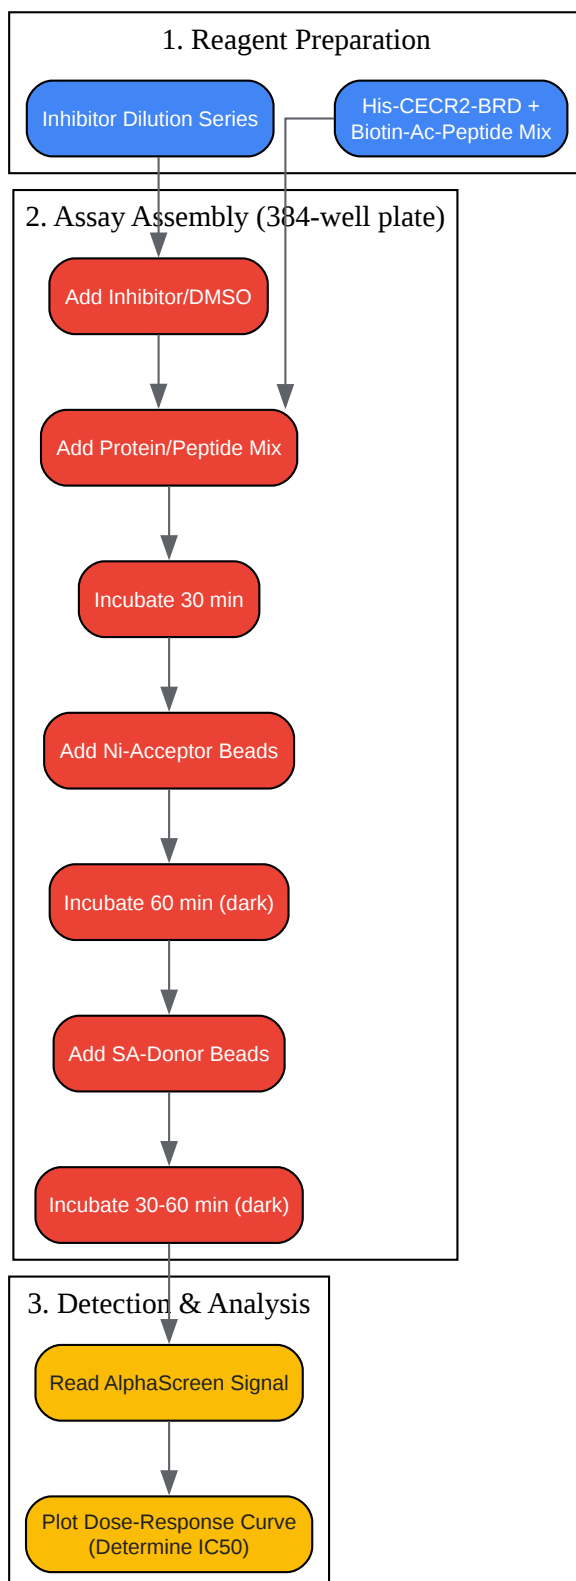 1. Reagent Preparation
Inhibitor Dilution Series
His-CECR2-BRD +
Biotin-Ac-Peptide Mix
2. Assay Assembly (384-well plate)
Add Inhibitor/DMSO
Add Protein/Peptide Mix
Incubate 30 min
Add Ni-Acceptor Beads
Incubate 60 min (dark)
Add SA-Donor Beads
Incubate 30-60 min (dark)
3. Detection & Analysis
Read AlphaScreen Signal
Plot Dose-Response Curve
(Determine IC50)